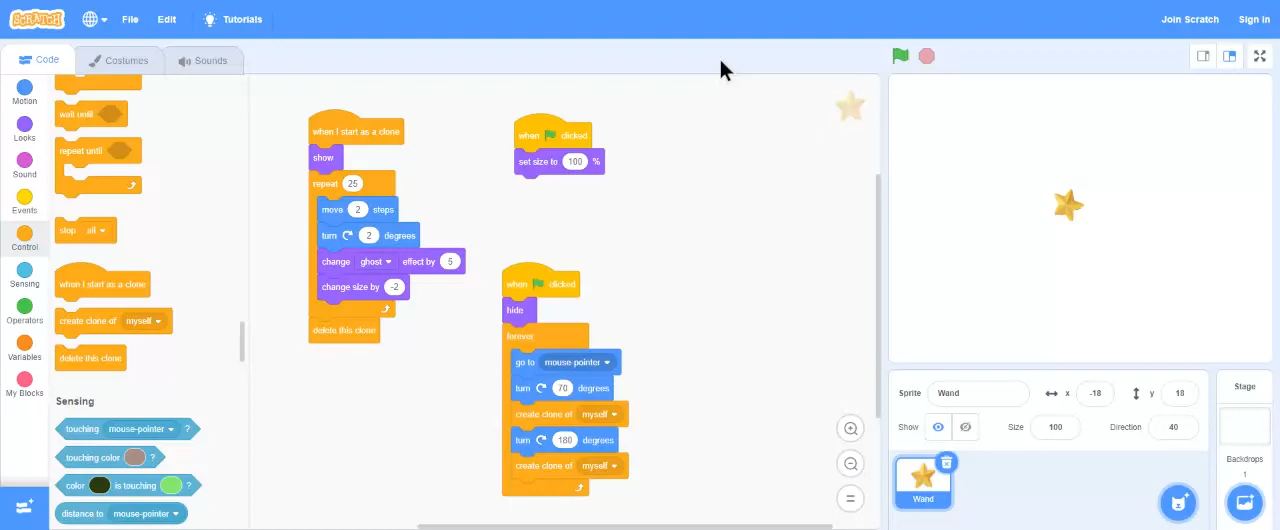 SCRATCH File Edit Tutorials Join Scratch Sign in
Code Costumes Sounds
Motion
Looks
Sound
Events
Control
Sensing
Operators
Variables
My Blocks
wait until
repeat until
stop all
when I start as a clone
create clone of myself
delete this clone
Sensing
touching mouse-pointer ?
touching color ?
color is touching ?
distance to mouse-pointer
when I start as a clone
show
repeat 25
move 2 steps
turn 2 degrees
change ghost effect by 5
change size by -2
delete this clone
when clicked
set size to 100 %
when clicked
hide
forever
go to mouse-pointer
turn 70 degrees
create clone of myself
turn 180 degrees
create clone of myself
Sprite Wand x -18 y 18
Show Size 100 Direction 40
Wand
Stage
Backdrops
1